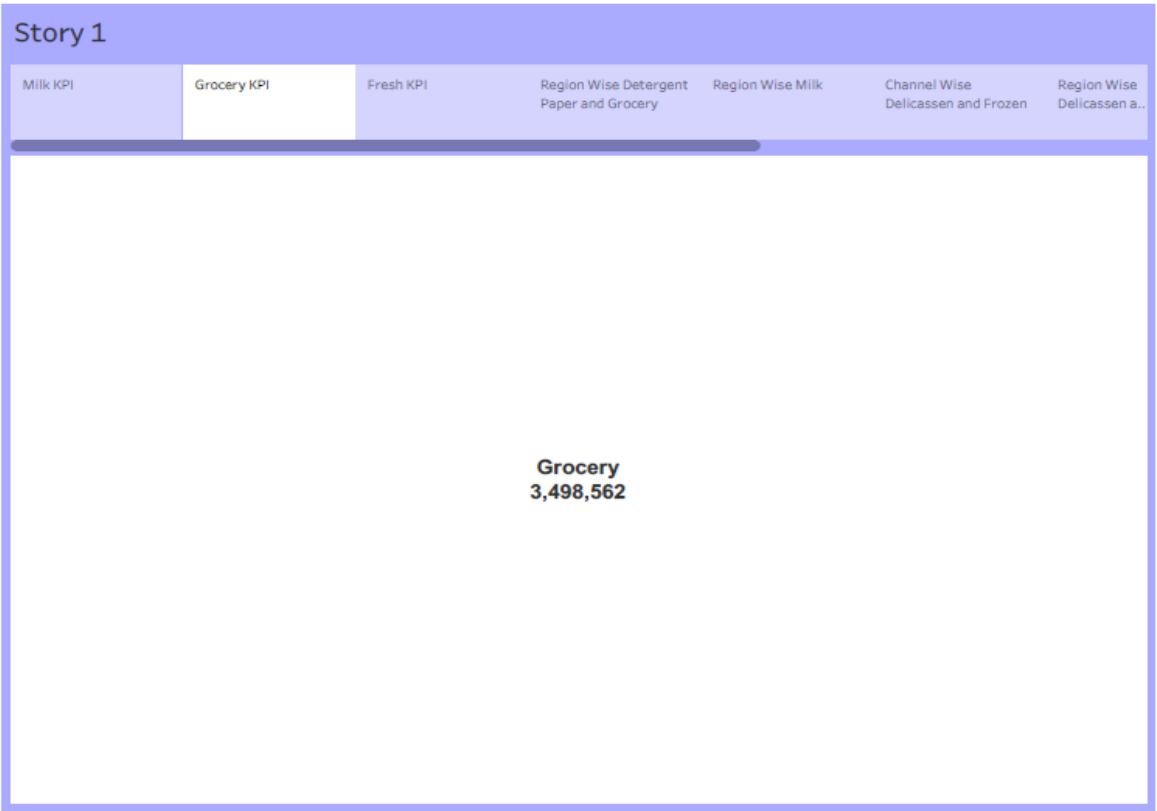 Story 1
Milk KPI
Grocery KPI
Fresh KPI
Region Wise Detergent
Paper and Grocery
Region Wise Milk
Channel Wise
Delicassen and Frozen
Region Wise
Delicassen a..
Grocery
3,498,562